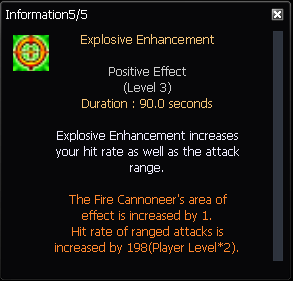 Information5/5
Explosive Enhancement
Positive Effect
(Level 3)
Duration : 90.0 seconds
Explosive Enhancement increases
your hit rate as well as the attack
range.
The Fire Cannoneer's area of
effect is increased by 1.
Hit rate of ranged attacks is
increased by 198(Player Level*2).